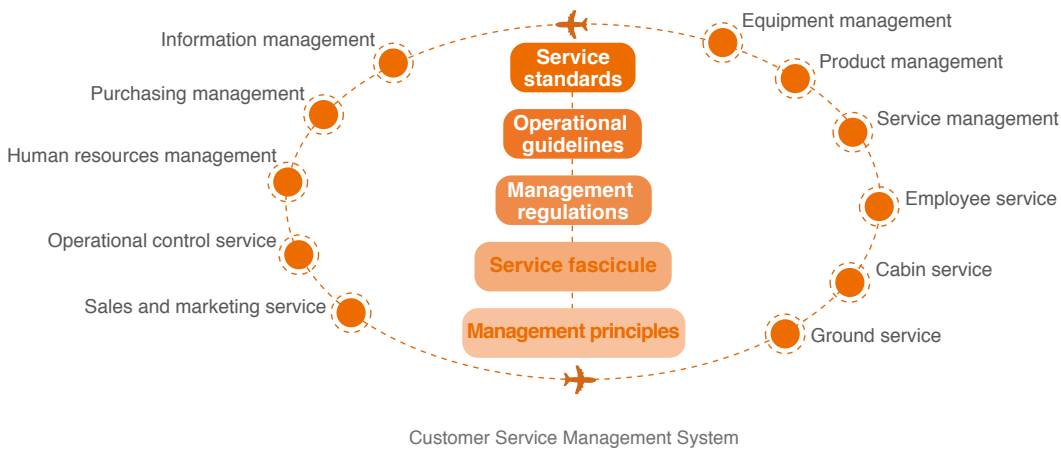 Information management
Purchasing management
Human resources management
Operational control service
Sales and marketing service
Service
standards
Operational
guidelines
Management
regulations
Service fascicule
Management principles
Equipment management
Product management
Service management
Employee service
Cabin service
Ground service
Customer Service Management System